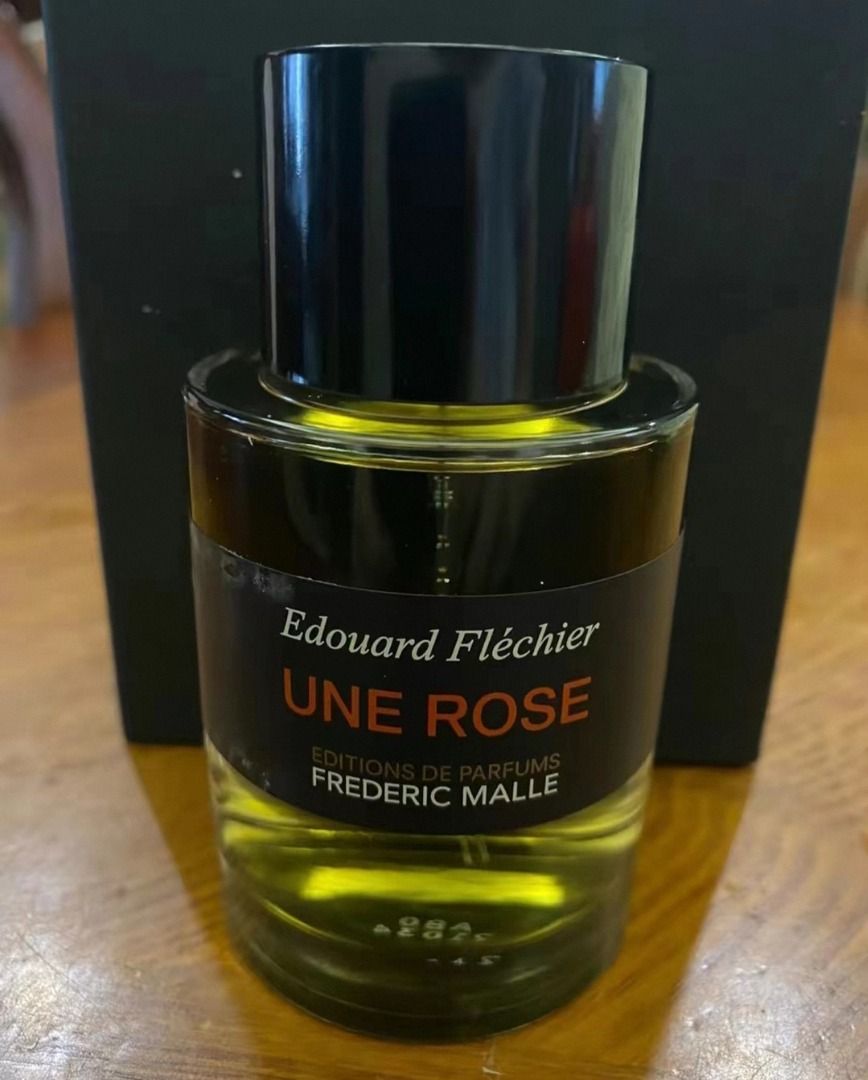 Edouard Fléchier
UNE ROSE
EDITIONS DE PARFUMS
FREDERIC MALLE